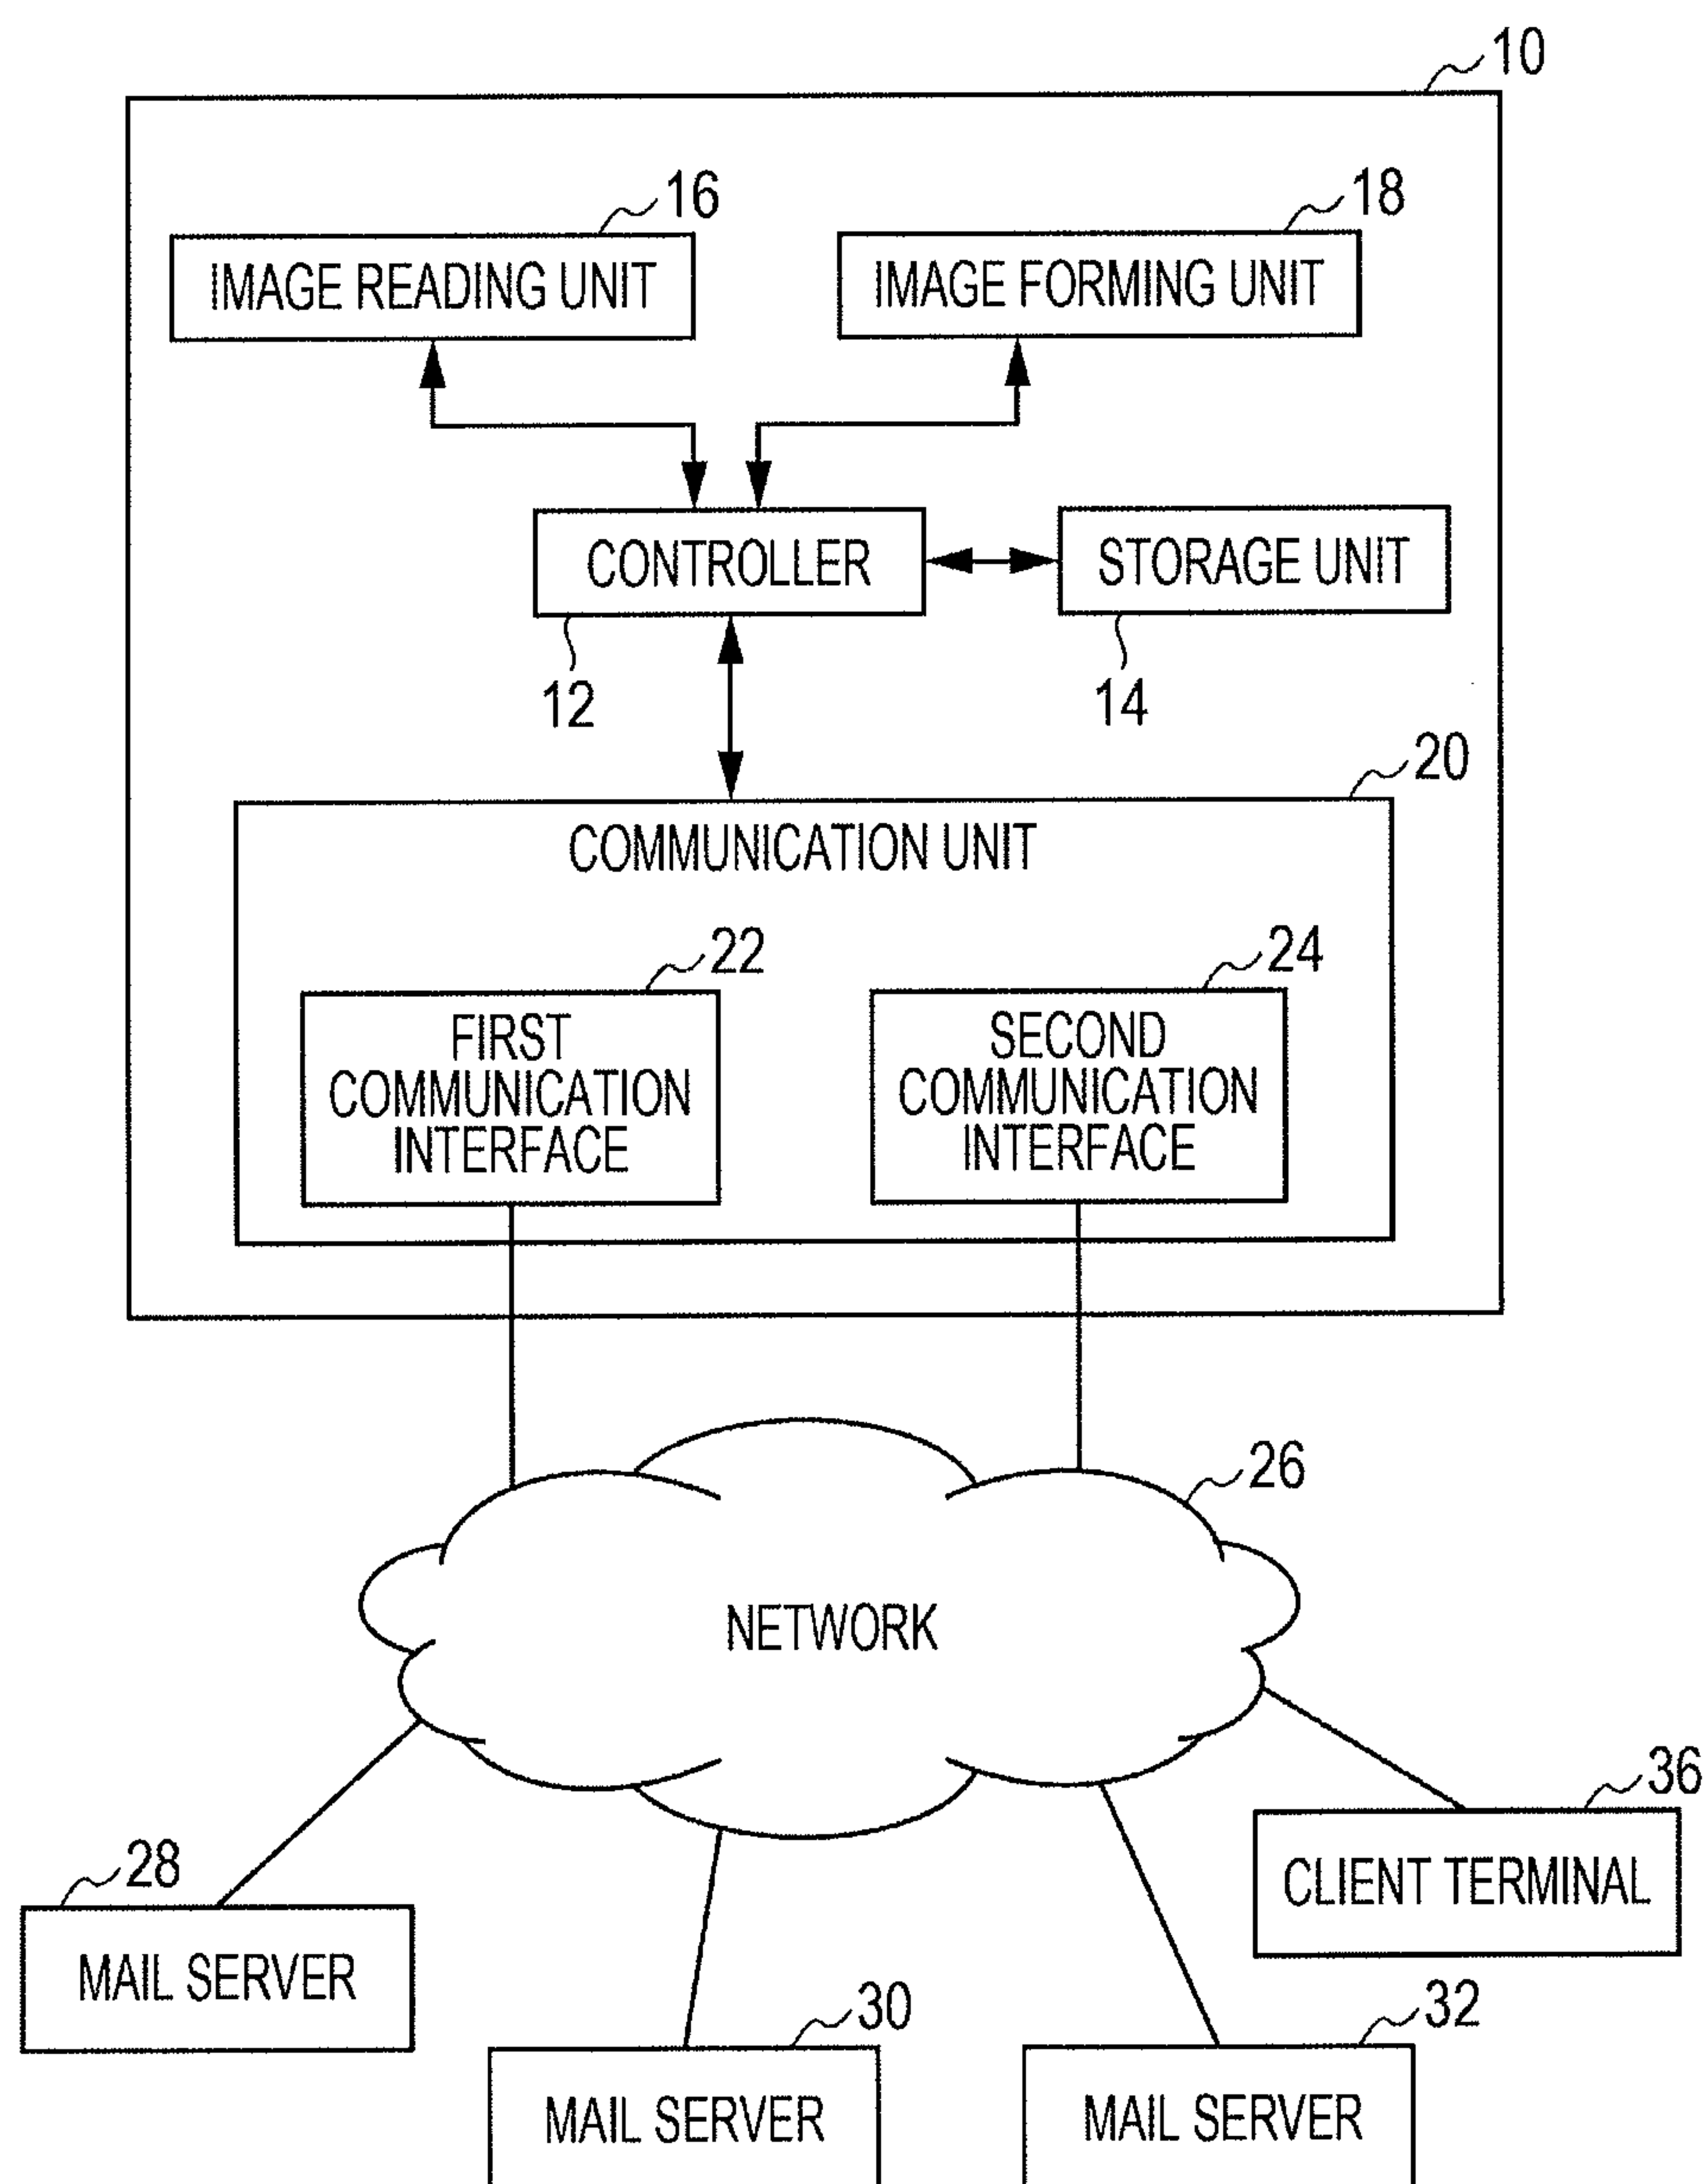 10
16
18
IMAGE READING UNIT
IMAGE FORMING UNIT
CONTROLLER
STORAGE UNIT
12
14
20
COMMUNICATION UNIT
22
24
FIRST
COMMUNICATION
INTERFACE
SECOND
COMMUNICATION
INTERFACE
26
NETWORK
36
CLIENT TERMINAL
28
MAIL SERVER
30
MAIL SERVER
32
MAIL SERVER